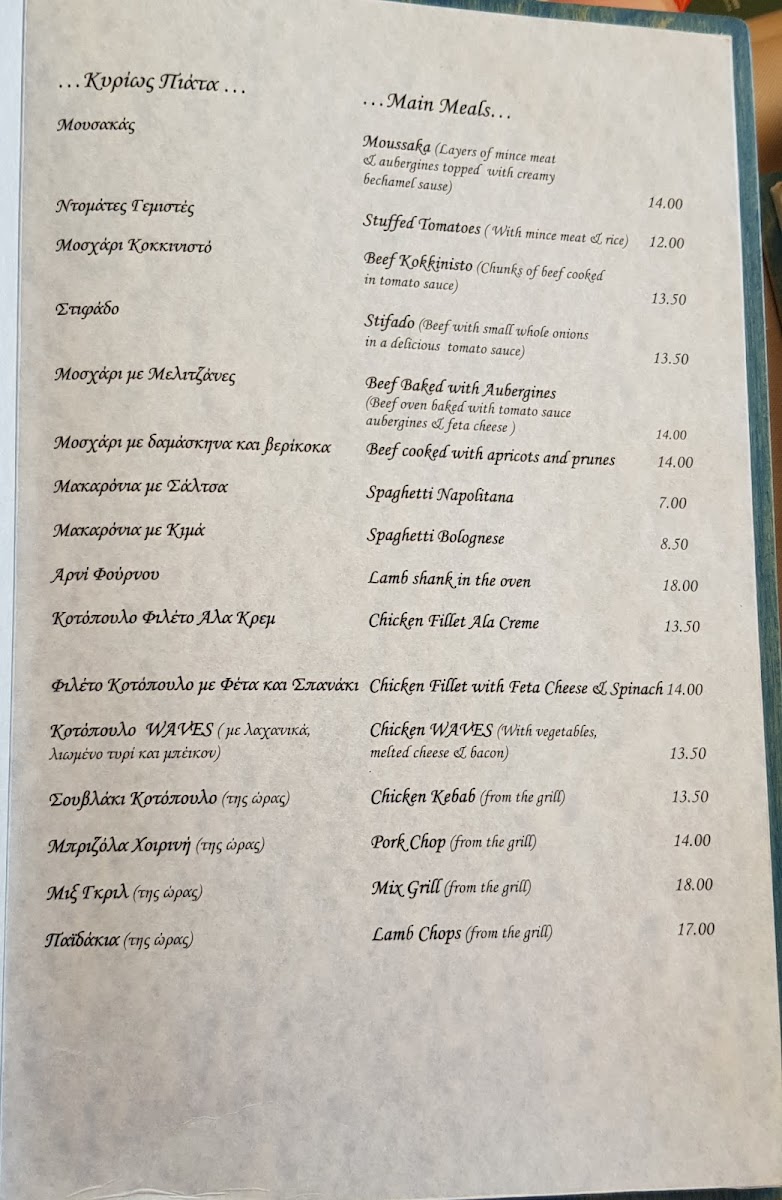 ...Κυρίως Πιάτα...
...Main Meals...
Μουσακάς
Moussaka (Layers of mince meat
& aubergines topped with creamy
bechamel sause)
14.00
Ντομάτες Γεμιστές
Stuffed Tomatoes (With mince meat & rice) 12.00
Μοσχάρι Κοκκινιστό
Beef Kokkinisto (Chunks of beef cooked
in tomato sauce)
13.50
Στιφάδο
Stifado (Beef with small whole onions
in a delicious tomato sauce)
13.50
Μοσχάρι με Μελιτζάνες
Beef Baked with Aubergines
(Beef oven baked with tomato sauce
aubergines & feta cheese )
14.00
Μοσχάρι με δαμάσκηνα και βερίκοκα Beef cooked with apricots and prunes 14.00
Μακαρόνια με Σάλτσα Spaghetti Napolitana 7.00
Μακαρόνια με Κιμά Spaghetti Bolognese 8.50
Αρνί Φούρνου Lamb shank in the oven 18.00
Κοτόπουλο Φιλέτο Αλα Κρεμ Chicken Fillet Ala Creme 13.50
Φιλέτο Κοτόπουλο με Φέτα και Σπανάκι Chicken Fillet with Feta Cheese & Spinach 14.00
Κοτόπουλο WAVES ( με λαχανικά,
λιωμένο τυρί και μπέικον)
Chicken WAVES (With vegetables,
melted cheese & bacon) 13.50
Σουβλάκι Κοτόπουλο (της ώρας) Chicken Kebab (from the grill) 13.50
Μπριζόλα Χοιρινή (της ώρας) Pork Chop (from the grill) 14.00
Μιξ Γκριλ (της ώρας) Mix Grill (from the grill) 18.00
Παϊδάκια (της ώρας) Lamb Chops (from the grill) 17.00